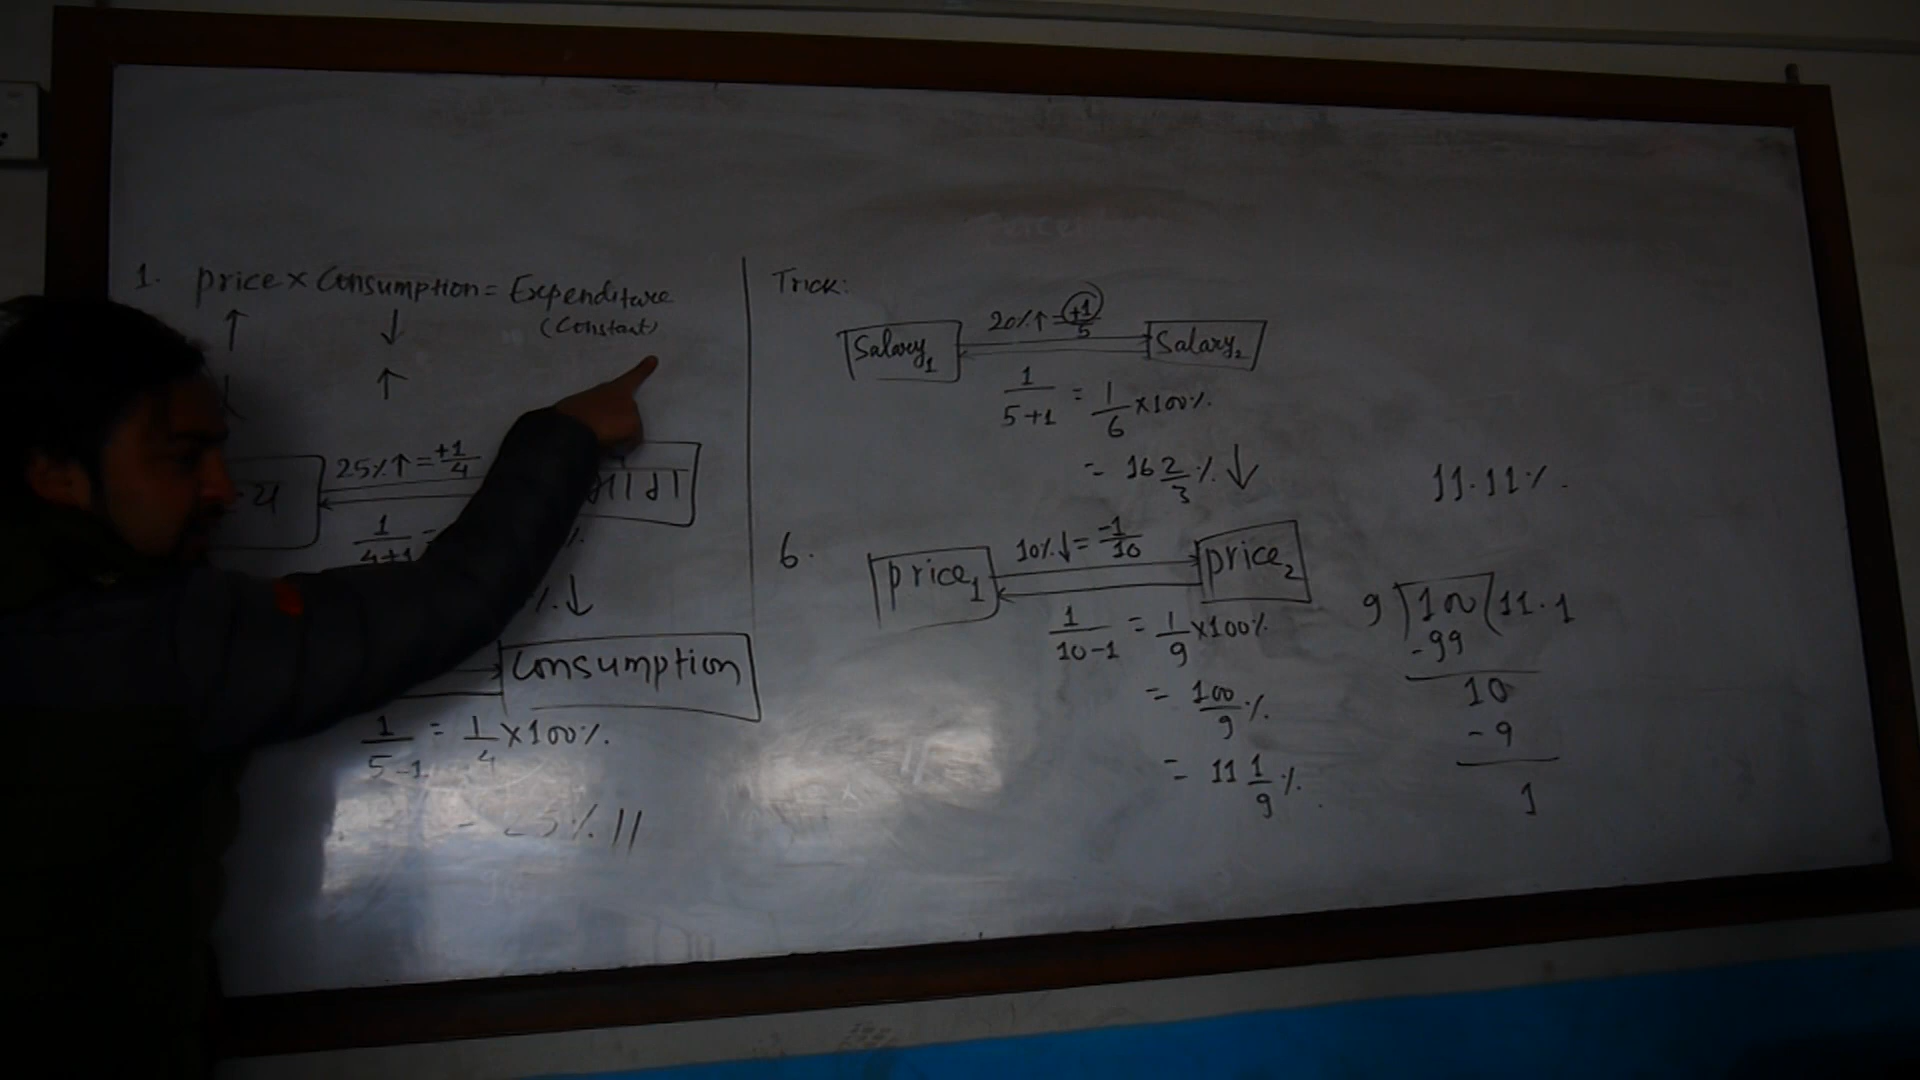 1. price × Consumption = Expenditure
(Constant)
↑ ↓
↑
25%↑ = +1/4
1/4+1 =
%.↓
Consumption
1/5-1 = 1/4 ×100%.
= 25% //
Trick:
Salary₁ 20%↑ = +1/5 Salary₂
1/5+1 = 1/6 ×100%.
= 16 2/3 %. ↓
6. price₁ 10%↓ = -1/10 price₂
1/10-1 = 1/9 ×100%.
= 100/9 %.
= 11 1/9 %.
11.11%.
9 ) 100 ( 11.1
-99
10
-9
1